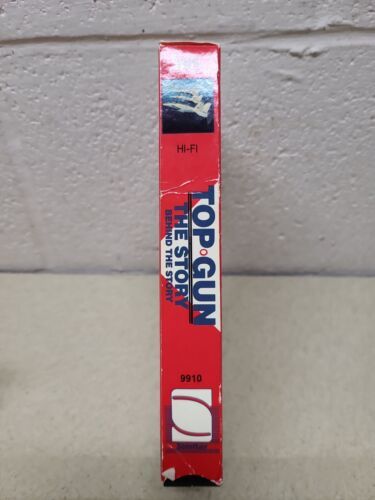 HI-FI
TOP GUN
THE STORY
BEHIND THE STORY
9910